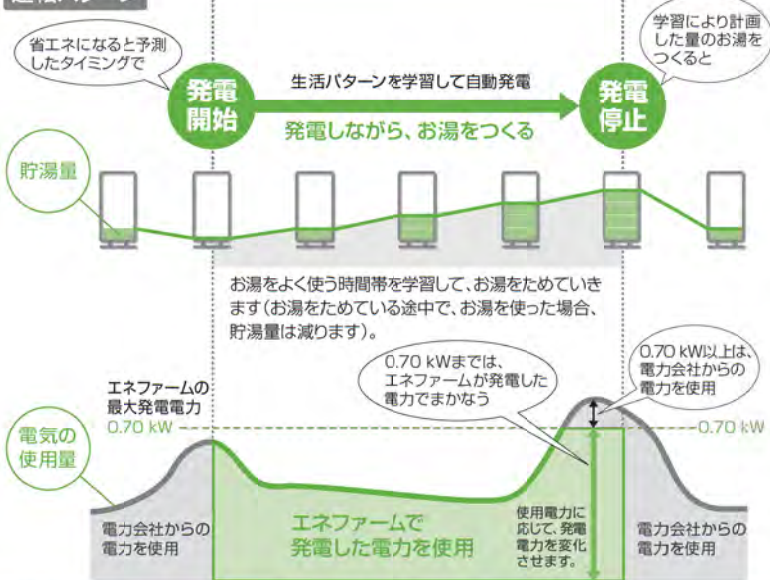 省エネになると予測
したタイミングで
発電
開始
生活パターンを学習して自動発電
発電しながら、お湯をつくる
発電
停止
学習により計画
した量のお湯を
つくると
貯湯量
お湯をよく使う時間帯を学習して、お湯をためていき
ます(お湯をためている途中で、お湯を使った場合、
貯湯量は減ります)。
0.70 kWまでは、
エネファームが発電した
電力でまかなう
0.70 kW以上は、
電力会社からの
電力を使用
エネファームの
最大発電電力
0.70 kW
0.70 kW
電気の
使用量
電力会社からの
電力を使用
エネファームで
発電した電力を使用
使用電力に
応じて、発電
電力を変化
させます。
電力会社からの
電力を使用